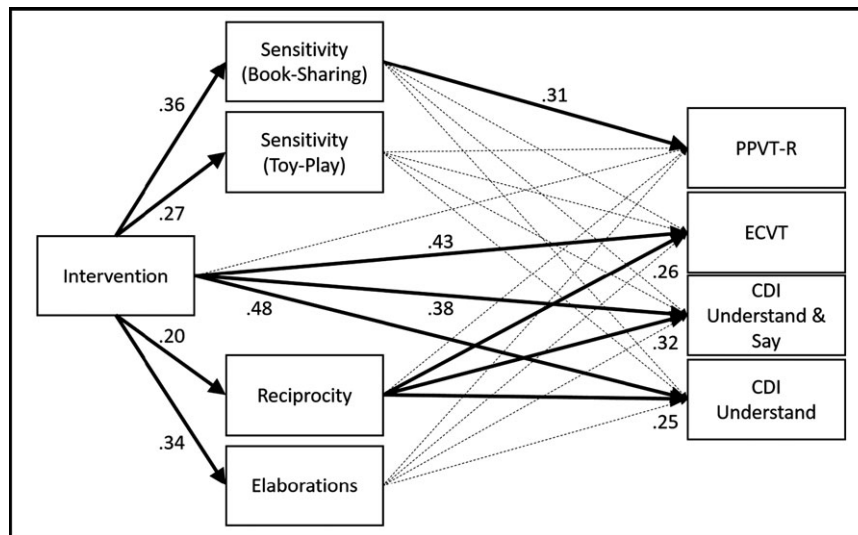 Sensitivity
(Book-Sharing)
.36
.31
Sensitivity
(Toy-Play)
PPVT-R
.27
.43
ECVT
Intervention
.26
.48
.38
CDI
Understand &
Say
.20
.32
Reciprocity
CDI
Understand
.25
.34
Elaborations